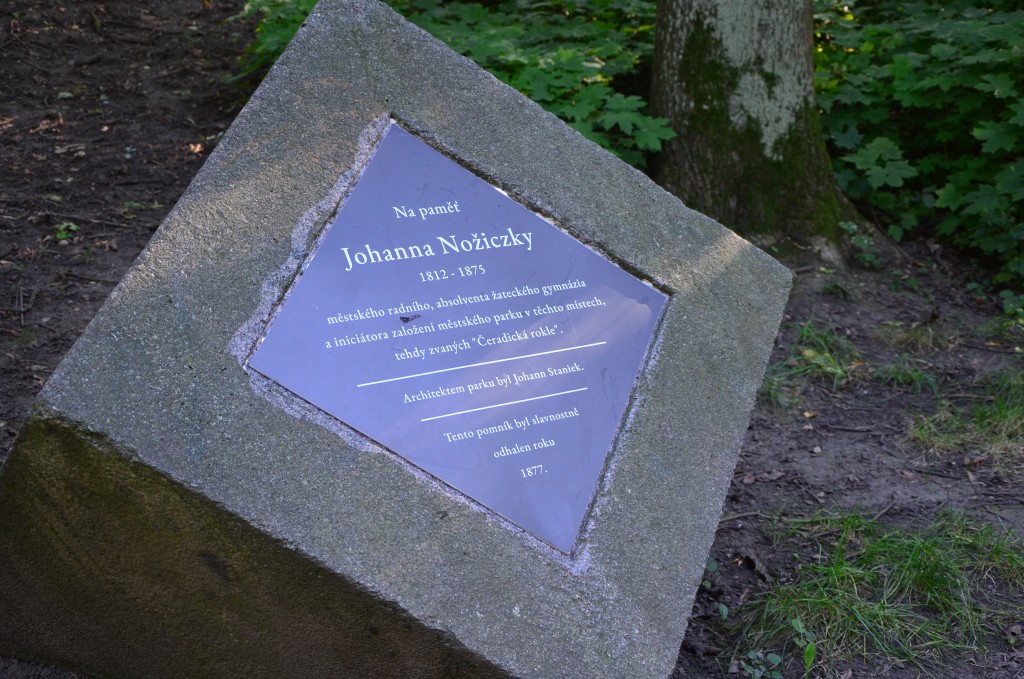 Na paměť
Johanna Nožiczky
1812 - 1875
městského radního, absolventa žateckého gymnázia
a iniciátora založení městského parku v těchto místech,
tehdy zvaných "Čeradická rokle".
Architektem parku byl Johann Staniek.
Tento pomník byl slavnostně
odhalen roku
1877.